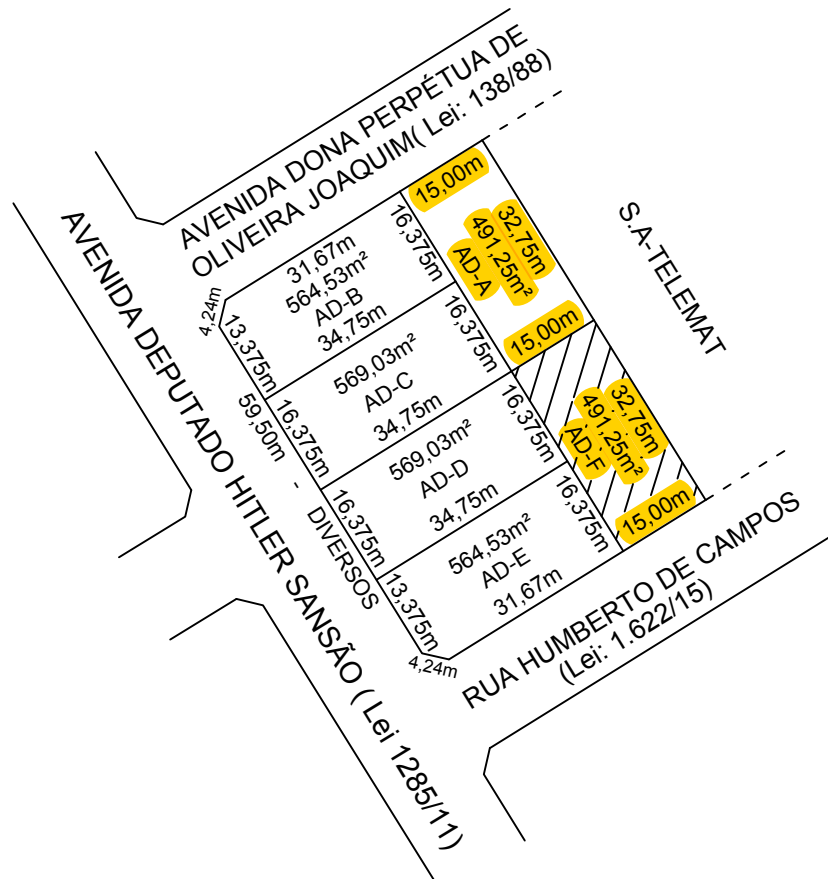 AVENIDA DONA PERPÉTUA DE
OLIVEIRA JOAQUIM( Lei: 138/88)
AVENIDA DEPUTADO HITLER SANSÃO ( Lei 1285/11)
S.A-TELEMAT
15,00m
32,75m
491,25m²
AD-A
15,00m
16,375m
31,67m
564,53m²
AD-B
34,75m
4,24m
13,375m
16,375m
569,03m²
AD-C
34,75m
16,375m
59,50m - DIVERSOS
16,375m
569,03m²
AD-D
34,75m
16,375m
16,375m
564,53m²
AD-E
31,67m
13,375m
4,24m
32,75m
491,25m²
AD-F
15,00m
RUA HUMBERTO DE CAMPOS
(Lei: 1.622/15)